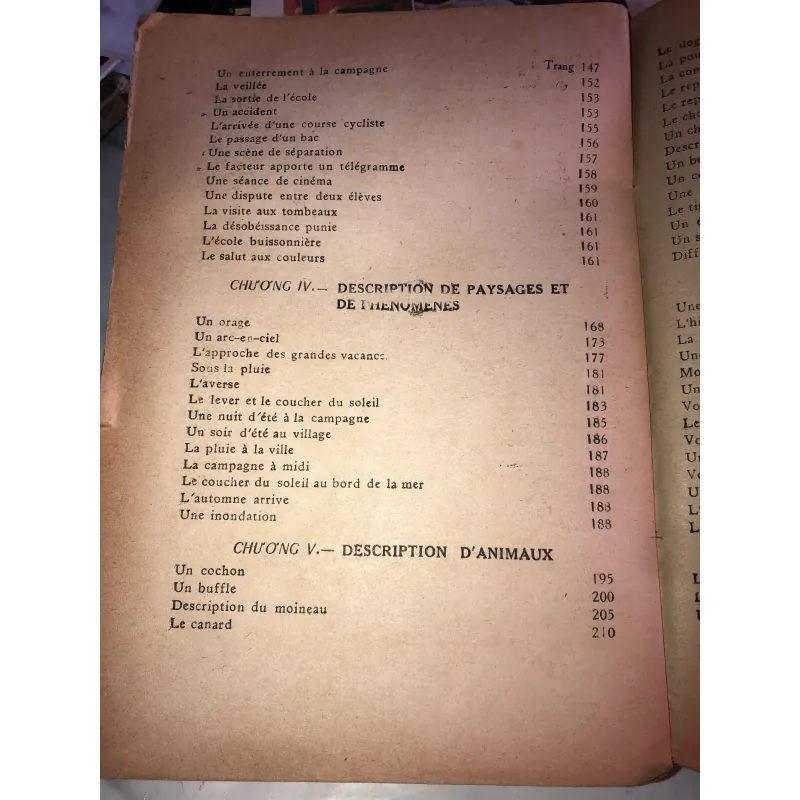 Un enterrement à la campagne Trang 147
La veillée 152
La sortie de l'école 153
Un accident 153
L'arrivée d'une course cycliste 155
Le passage d'un bac 156
Une scène de séparation 157
Le facteur apporte un télégramme 158
Une séance de cinéma 159
Une dispute entre deux élèves 160
La visite aux tombeaux 161
La désobéissance punie 161
L'école buissonnière 161
Le salut aux couleurs 161
CHƯƠNG IV.— DESCRIPTION DE PAYSAGES ET
DE PHENOMENES
Un orage 168
Un arc-en-ciel 173
L'approche des grandes vacances 177
Sous la pluie 181
L'averse 181
Le lever et le coucher du soleil 183
Une nuit d'été à la campagne 185
Un soir d'été au village 186
La pluie à la ville 187
La campagne à midi 188
Le coucher du soleil au bord de la mer 188
L'automne arrive 188
Une inondation 188
CHƯƠNG V.— DESCRIPTION D'ANIMAUX
Un cochon 195
Un buffle 200
Description du moineau 205
Le canard 210